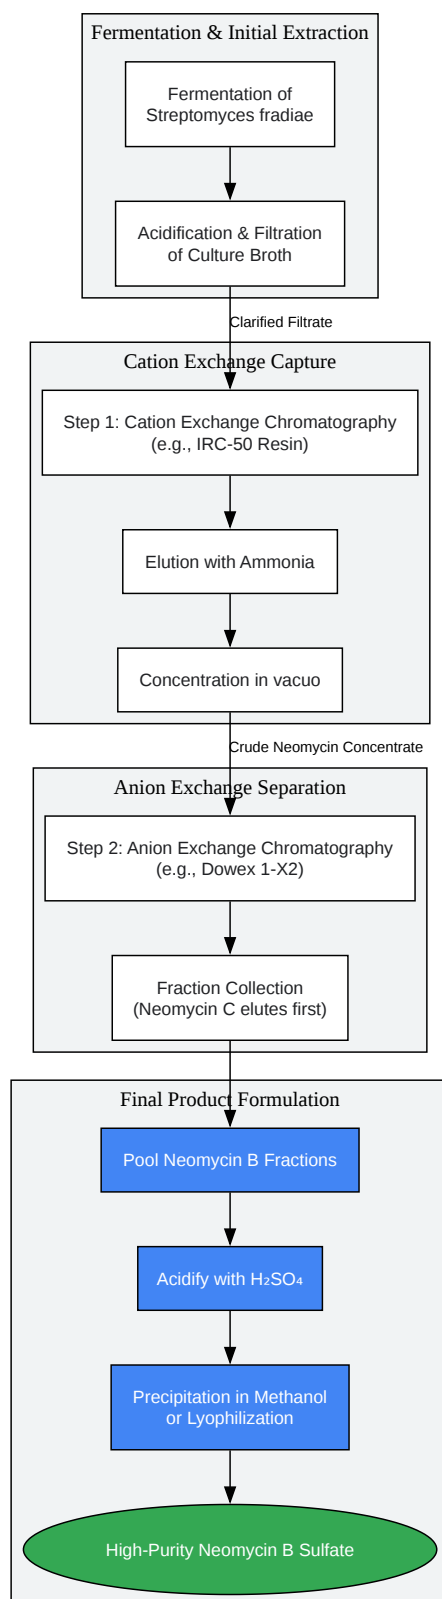 Fermentation & Initial Extraction
Fermentation of
Streptomyces fradiae
Acidification & Filtration
of Culture Broth
Clarified Filtrate
Cation Exchange Capture
Step 1: Cation Exchange Chromatography
(e.g., IRC-50 Resin)
Elution with Ammonia
Concentration in vacuo
Crude Neomycin Concentrate
Anion Exchange Separation
Step 2: Anion Exchange Chromatography
(e.g., Dowex 1-X2)
Fraction Collection
(Neomycin C elutes first)
Final Product Formulation
Pool Neomycin B Fractions
Acidify with H₂SO₄
Precipitation in Methanol
or Lyophilization
High-Purity Neomycin B Sulfate